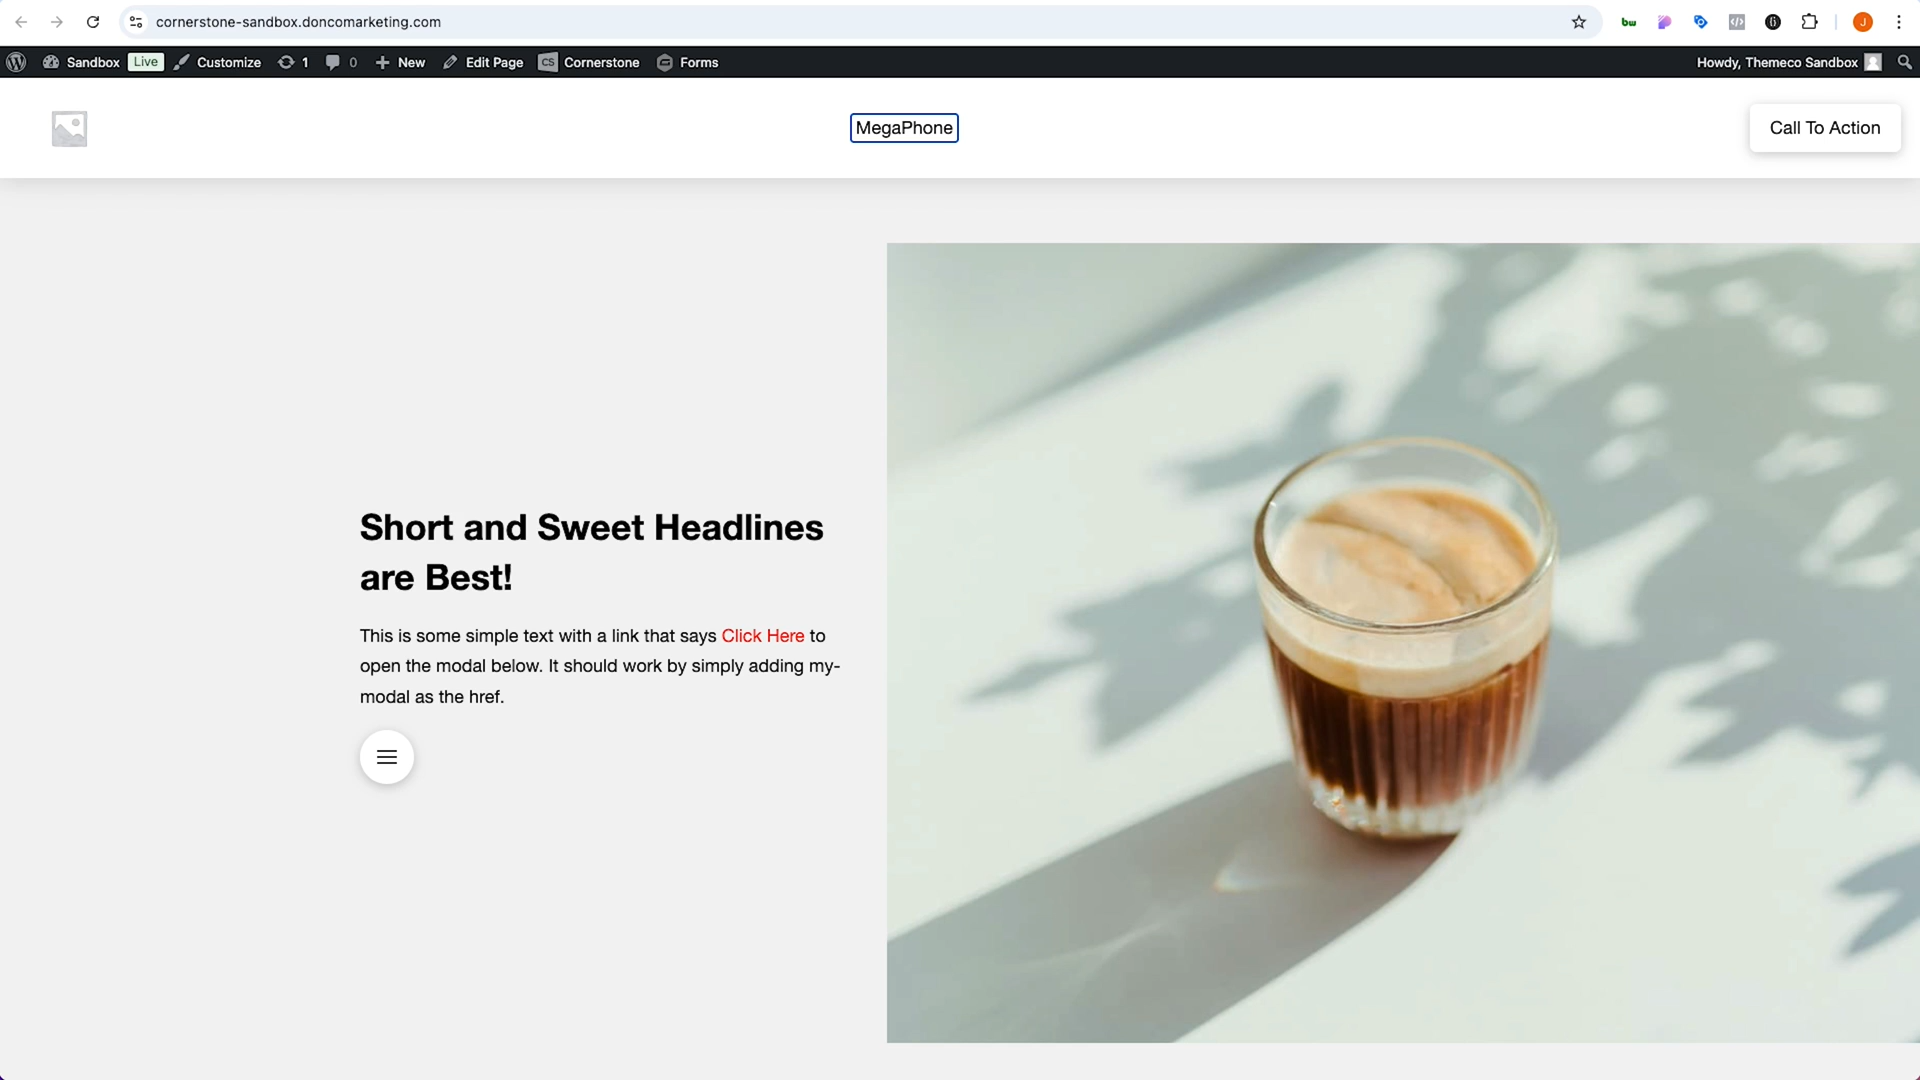 cornerstone-sandbox.doncomarketing.com
bw
J
Sandbox Live Customize 1 0 New Edit Page CS Cornerstone Forms
Howdy, Themeco Sandbox
MegaPhone
Call To Action
Short and Sweet Headlines
are Best!
This is some simple text with a link that says Click Here to
open the modal below. It should work by simply adding my-
modal as the href.